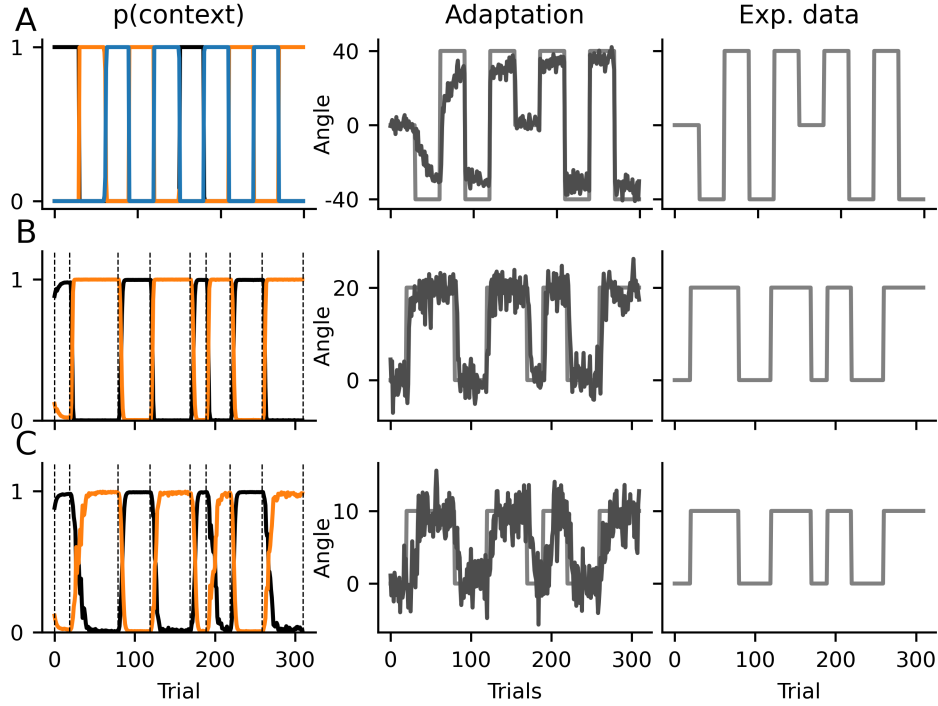 A
p(context)
Adaptation
Exp. data
1
0
Angle
40
0
-40
B
1
0
Angle
20
0
C
1
0
Angle
10
0
0 100 200 300
0 100 200 300
0 100 200 300
Trial
Trials
Trial